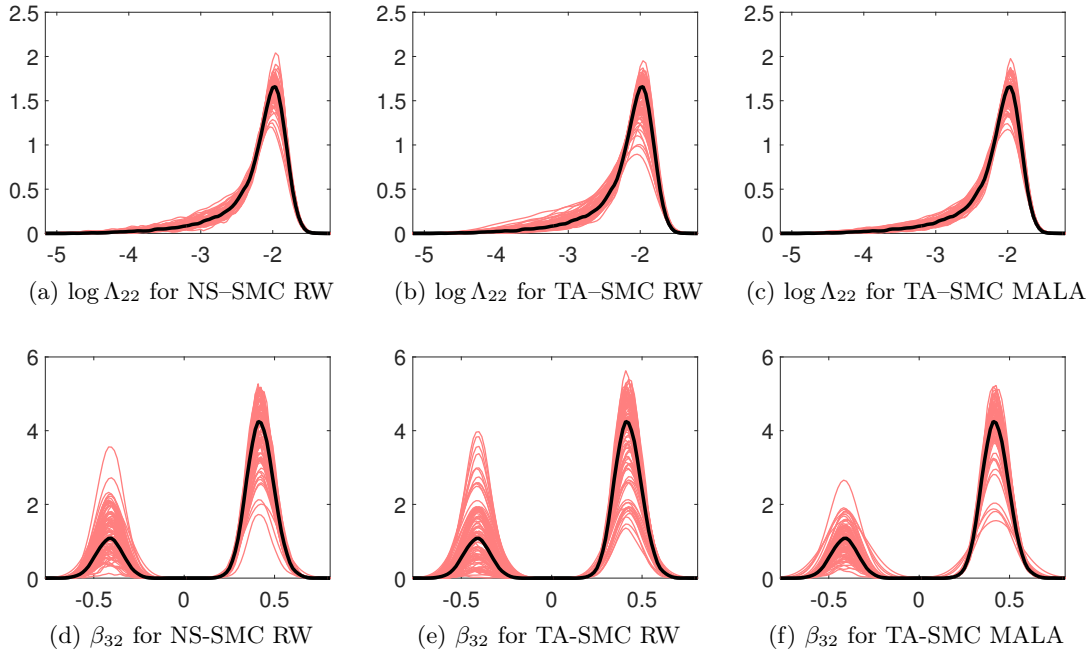 2.5 2.5 2.5
2 2 2
1.5 1.5 1.5
1 1 1
0.5 0.5 0.5
0 0 0
-5 -4 -3 -2 -5 -4 -3 -2 -5 -4 -3 -2
(a) log Λ₂₂ for NS–SMC RW (b) log Λ₂₂ for TA–SMC RW (c) log Λ₂₂ for TA–SMC MALA
6 6 6
4 4 4
2 2 2
0 0 0
-0.5 0 0.5 -0.5 0 0.5 -0.5 0 0.5
(d) β₃₂ for NS-SMC RW (e) β₃₂ for TA-SMC RW (f) β₃₂ for TA-SMC MALA